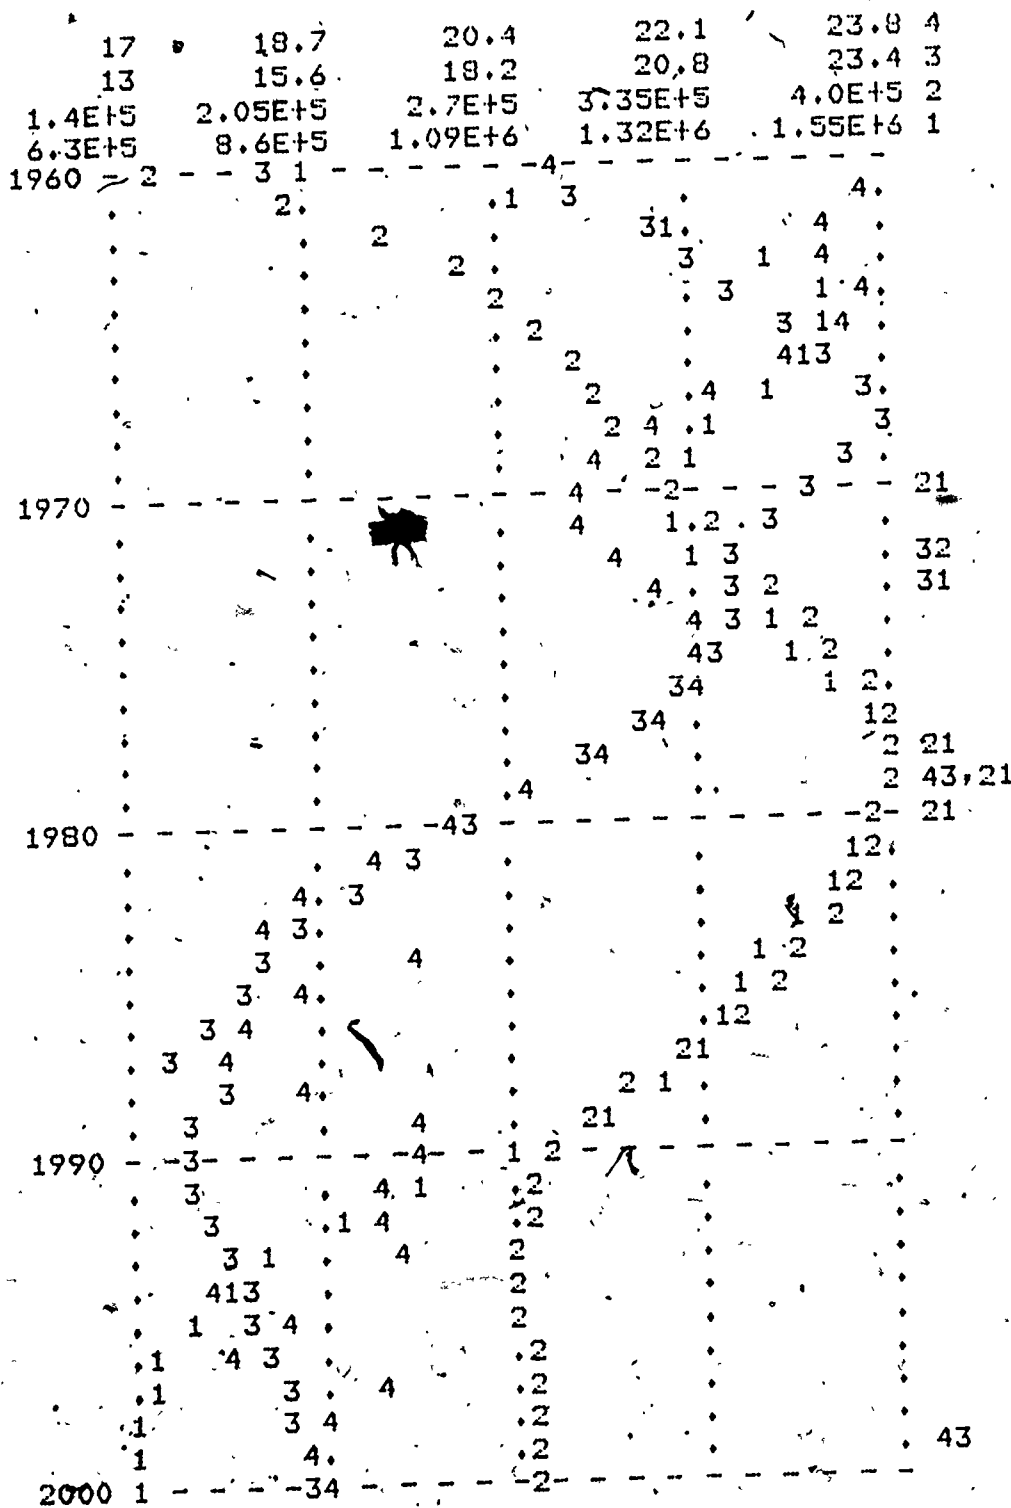 17 18.7 20.4 22.1 23.8 4
13 15.6 18.2 20.8 23.4 3
1.4E+5 2.05E+5 2.7E+5 3.35E+5 4.0E+5 2
6.3E+5 8.6E+5 1.09E+6 1.32E+6 1.55E+6 1
1960 - 2 - - 3 1 - - - - - -4- - - - - - - - -
. 2. .1 3 . 4.
. . 2 . 31. 4 .
. . 2 . 3 1 4 .
. . 2 . 3 1 4.
. . . 2 . 3 14 .
. . . 2 . 413 .
. . . 2 .4 1 3.
. . . 2 4 .1 3
. . . 4 2 1 3 .
1970 - - - - - - - - - - - - 4 - -2- - - 3 - - 21
. . . 4 1.2 3 .
. . . 4 1 3 . 32
. . . 4 . 3 2 . 31
. . . 4 3 1 2 .
. . . 43 1 2 .
. . . 34 1 2.
. . . 34 . 12
. . . 34 . 2 21
. . .4 . 2 43,21
1980 - - - - - - - -43 - - - - - - - - - -2- 21
. . 4 3 . . 12.
. 4. 3 . . 12 .
. 4 3. . . 1 2 .
. 3 . 4 . . 1 2 .
. 3 4. . . 1 2 .
. 3 4 . . .12 .
. 3 4 . . 21 .
. 3 4. . 2 1 . .
. 3 . 4 . 21 . .
1990 - -3- - - - - -4- - 1 2 - - - - - - - - -
. 3 . 4 1 .2 . .
. 3 .1 4 .2 . .
. 3 1 . 4 2 . .
. 413 . 2 . .
. 1 3 4 . 2 . .
.1 4 3 . .2 . .
.1 3 . 4 .2 . .
.1 3 4 .2 . .
1 4. .2 . . 43
2000 1 - - - -34 - - - - -2- - - - - - - - -